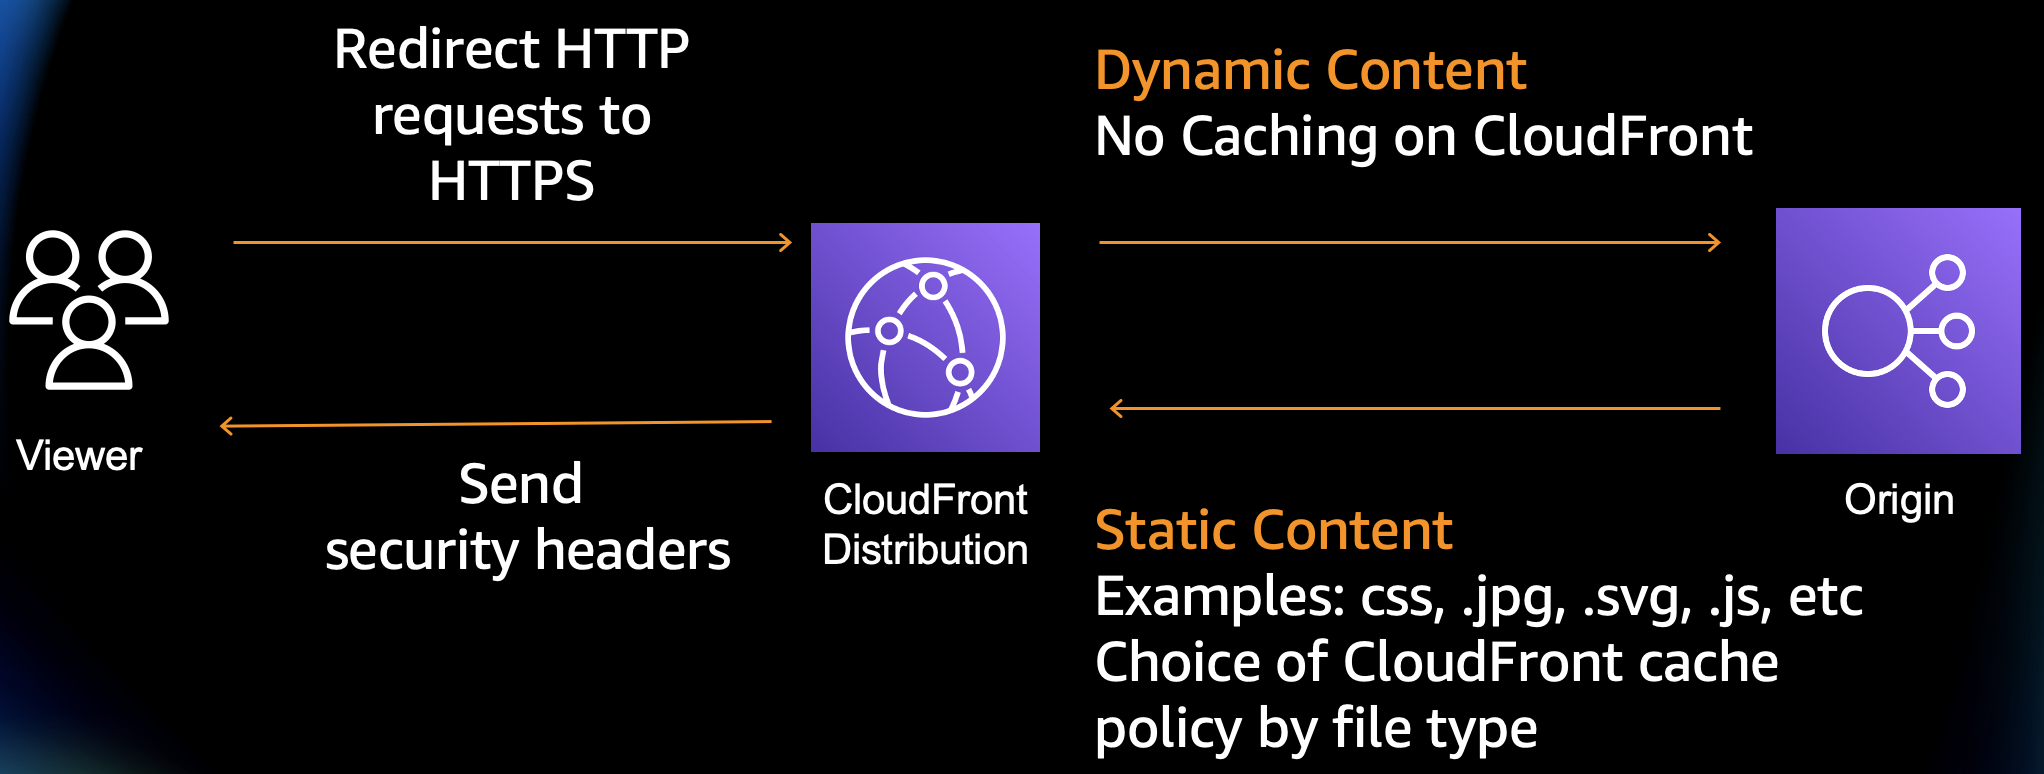 Redirect HTTP
requests to
HTTPS
Dynamic Content
No Caching on CloudFront
Viewer
Send
security headers
CloudFront
Distribution
Origin
Static Content
Examples: css, .jpg, .svg, .js, etc
Choice of CloudFront cache
policy by file type